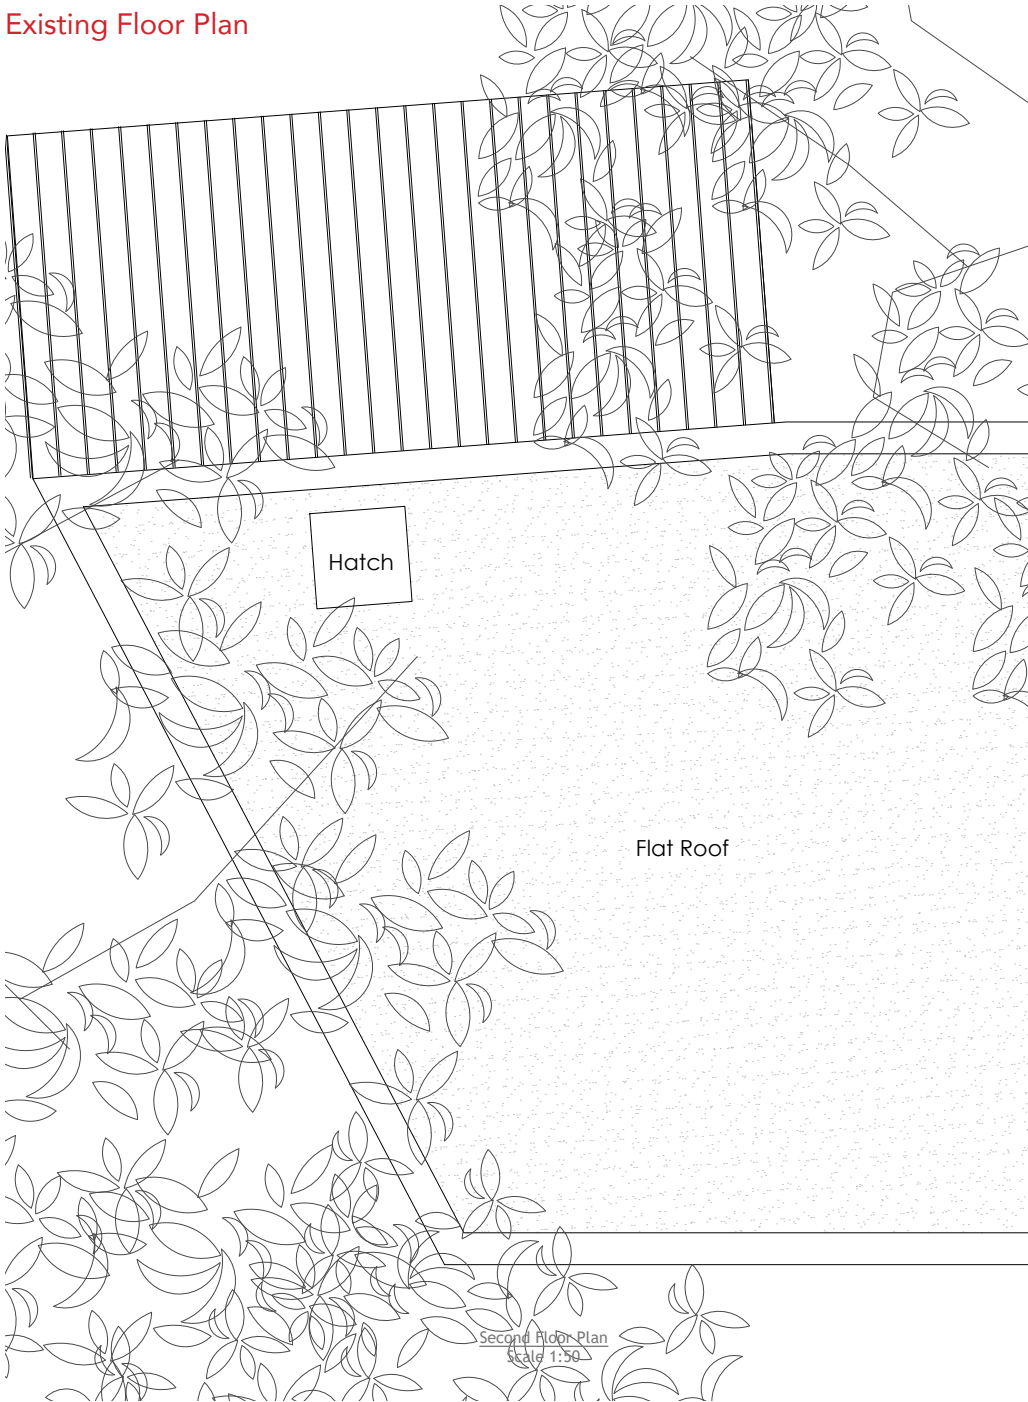 Existing Floor Plan
Hatch
Flat Roof
Second Floor Plan
Scale 1:50